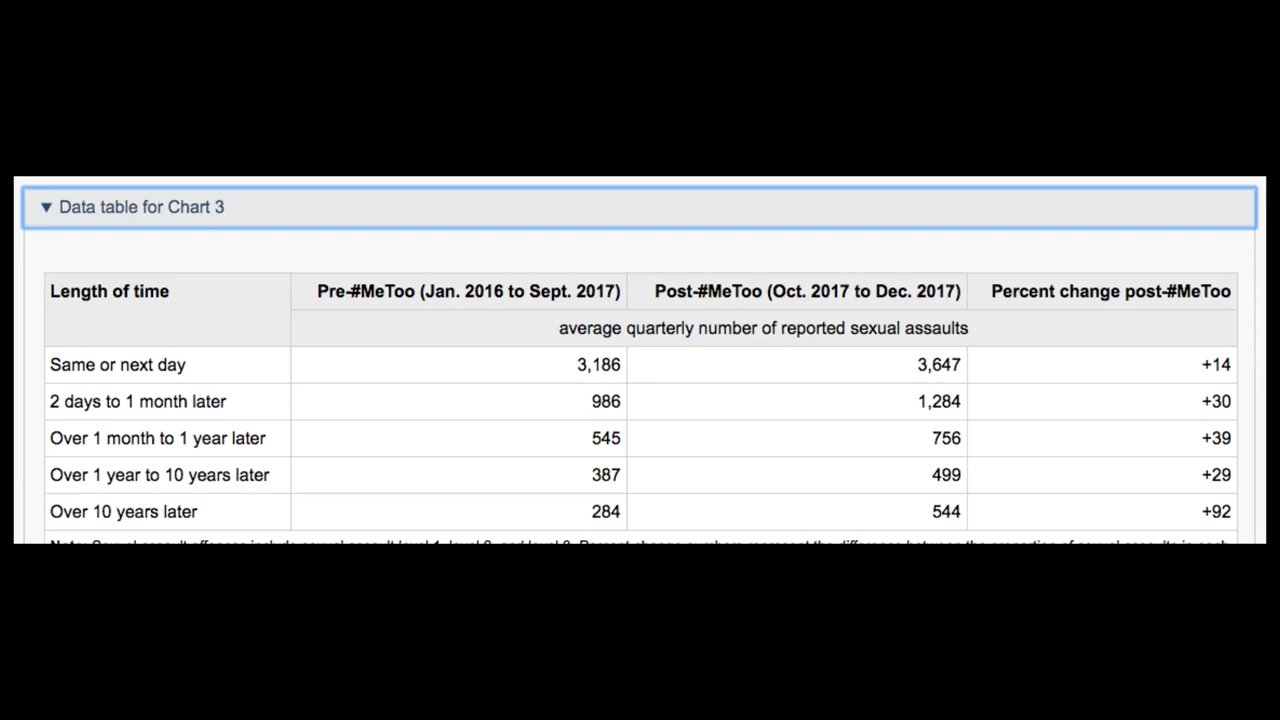 ▼ Data table for Chart 3
Length of time Pre-#MeToo (Jan. 2016 to Sept. 2017) Post-#MeToo (Oct. 2017 to Dec. 2017) Percent change post-#MeToo
average quarterly number of reported sexual assaults
Same or next day 3,186 3,647 +14
2 days to 1 month later 986 1,284 +30
Over 1 month to 1 year later 545 756 +39
Over 1 year to 10 years later 387 499 +29
Over 10 years later 284 544 +92